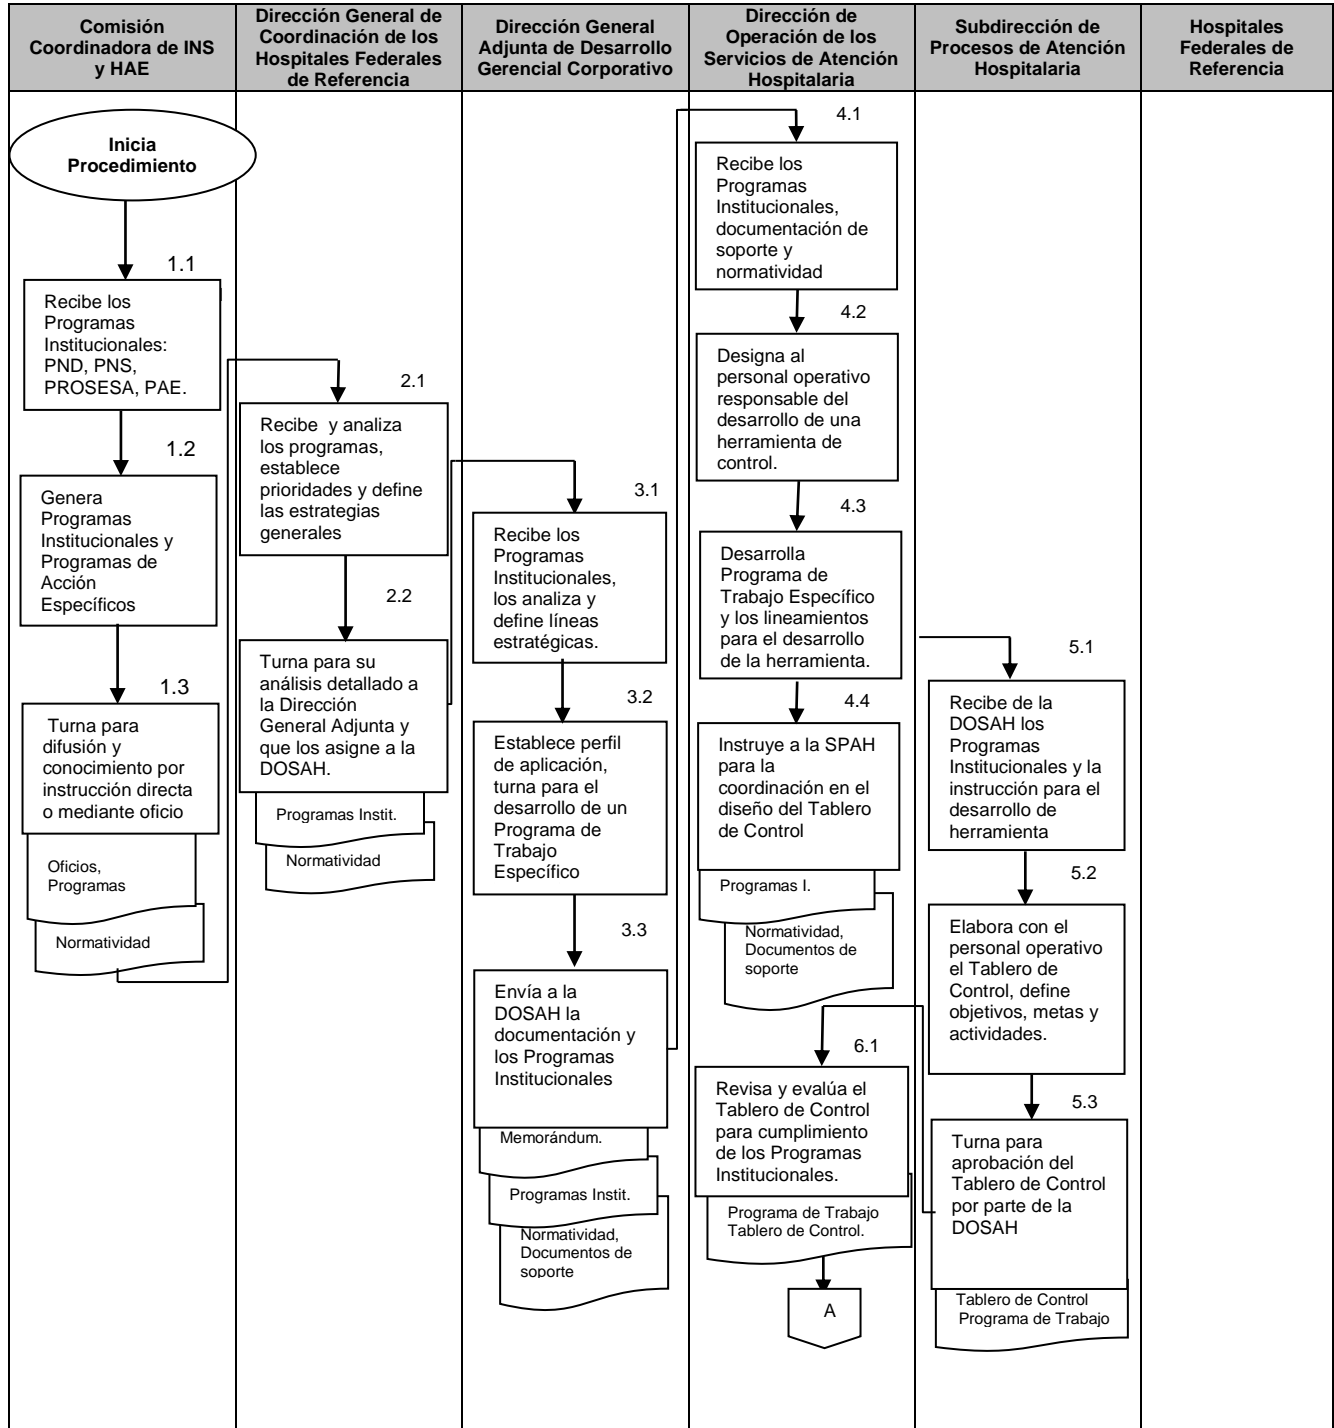 Comisión
Coordinadora de INS
y HAE
Dirección General de
Coordinación de los
Hospitales Federales
de Referencia
Dirección General
Adjunta de Desarrollo
Gerencial Corporativo
Dirección de
Operación de los
Servicios de Atención
Hospitalaria
Subdirección de
Procesos de Atención
Hospitalaria
Hospitales
Federales de
Referencia
Inicia
Procedimiento
1.1
Recibe los
Programas
Institucionales:
PND, PNS,
PROSESA, PAE.
1.2
Genera
Programas
Institucionales y
Programas de
Acción
Específicos
1.3
Turna para
difusión y
conocimiento por
instrucción directa
o mediante oficio
Oficios,
Programas
Normatividad
2.1
Recibe y analiza
los programas,
establece
prioridades y define
las estrategias
generales
2.2
Turna para su
análisis detallado a
la Dirección
General Adjunta y
que los asigne a la
DOSAH.
Programas Instit.
Normatividad
3.1
Recibe los
Programas
Institucionales,
los analiza y
define líneas
estratégicas.
3.2
Establece perfil
de aplicación,
turna para el
desarrollo de un
Programa de
Trabajo
Específico
3.3
Envía a la
DOSAH la
documentación y
los Programas
Institucionales
Memorándum.
Programas Instit.
Normatividad,
Documentos de
soporte
4.1
Recibe los
Programas
Institucionales,
documentación de
soporte y
normatividad
4.2
Designa al
personal operativo
responsable del
desarrollo de una
herramienta de
control.
4.3
Desarrolla
Programa de
Trabajo Específico
y los lineamientos
para el desarrollo
de la herramienta.
4.4
Instruye a la SPAH
para la
coordinación en el
diseño del Tablero
de Control
Programas I.
Normatividad,
Documentos de
soporte
5.1
Recibe de la
DOSAH los
Programas
Institucionales y la
instrucción para el
desarrollo de
herramienta
5.2
Elabora con el
personal operativo
el Tablero de
Control, define
objetivos, metas y
actividades.
5.3
Turna para
aprobación del
Tablero de Control
por parte de la
DOSAH
Tablero de Control
Programa de Trabajo
6.1
Revisa y evalúa el
Tablero de Control
para cumplimiento
de los Programas
Institucionales.
Programa de Trabajo
Tablero de Control.
A